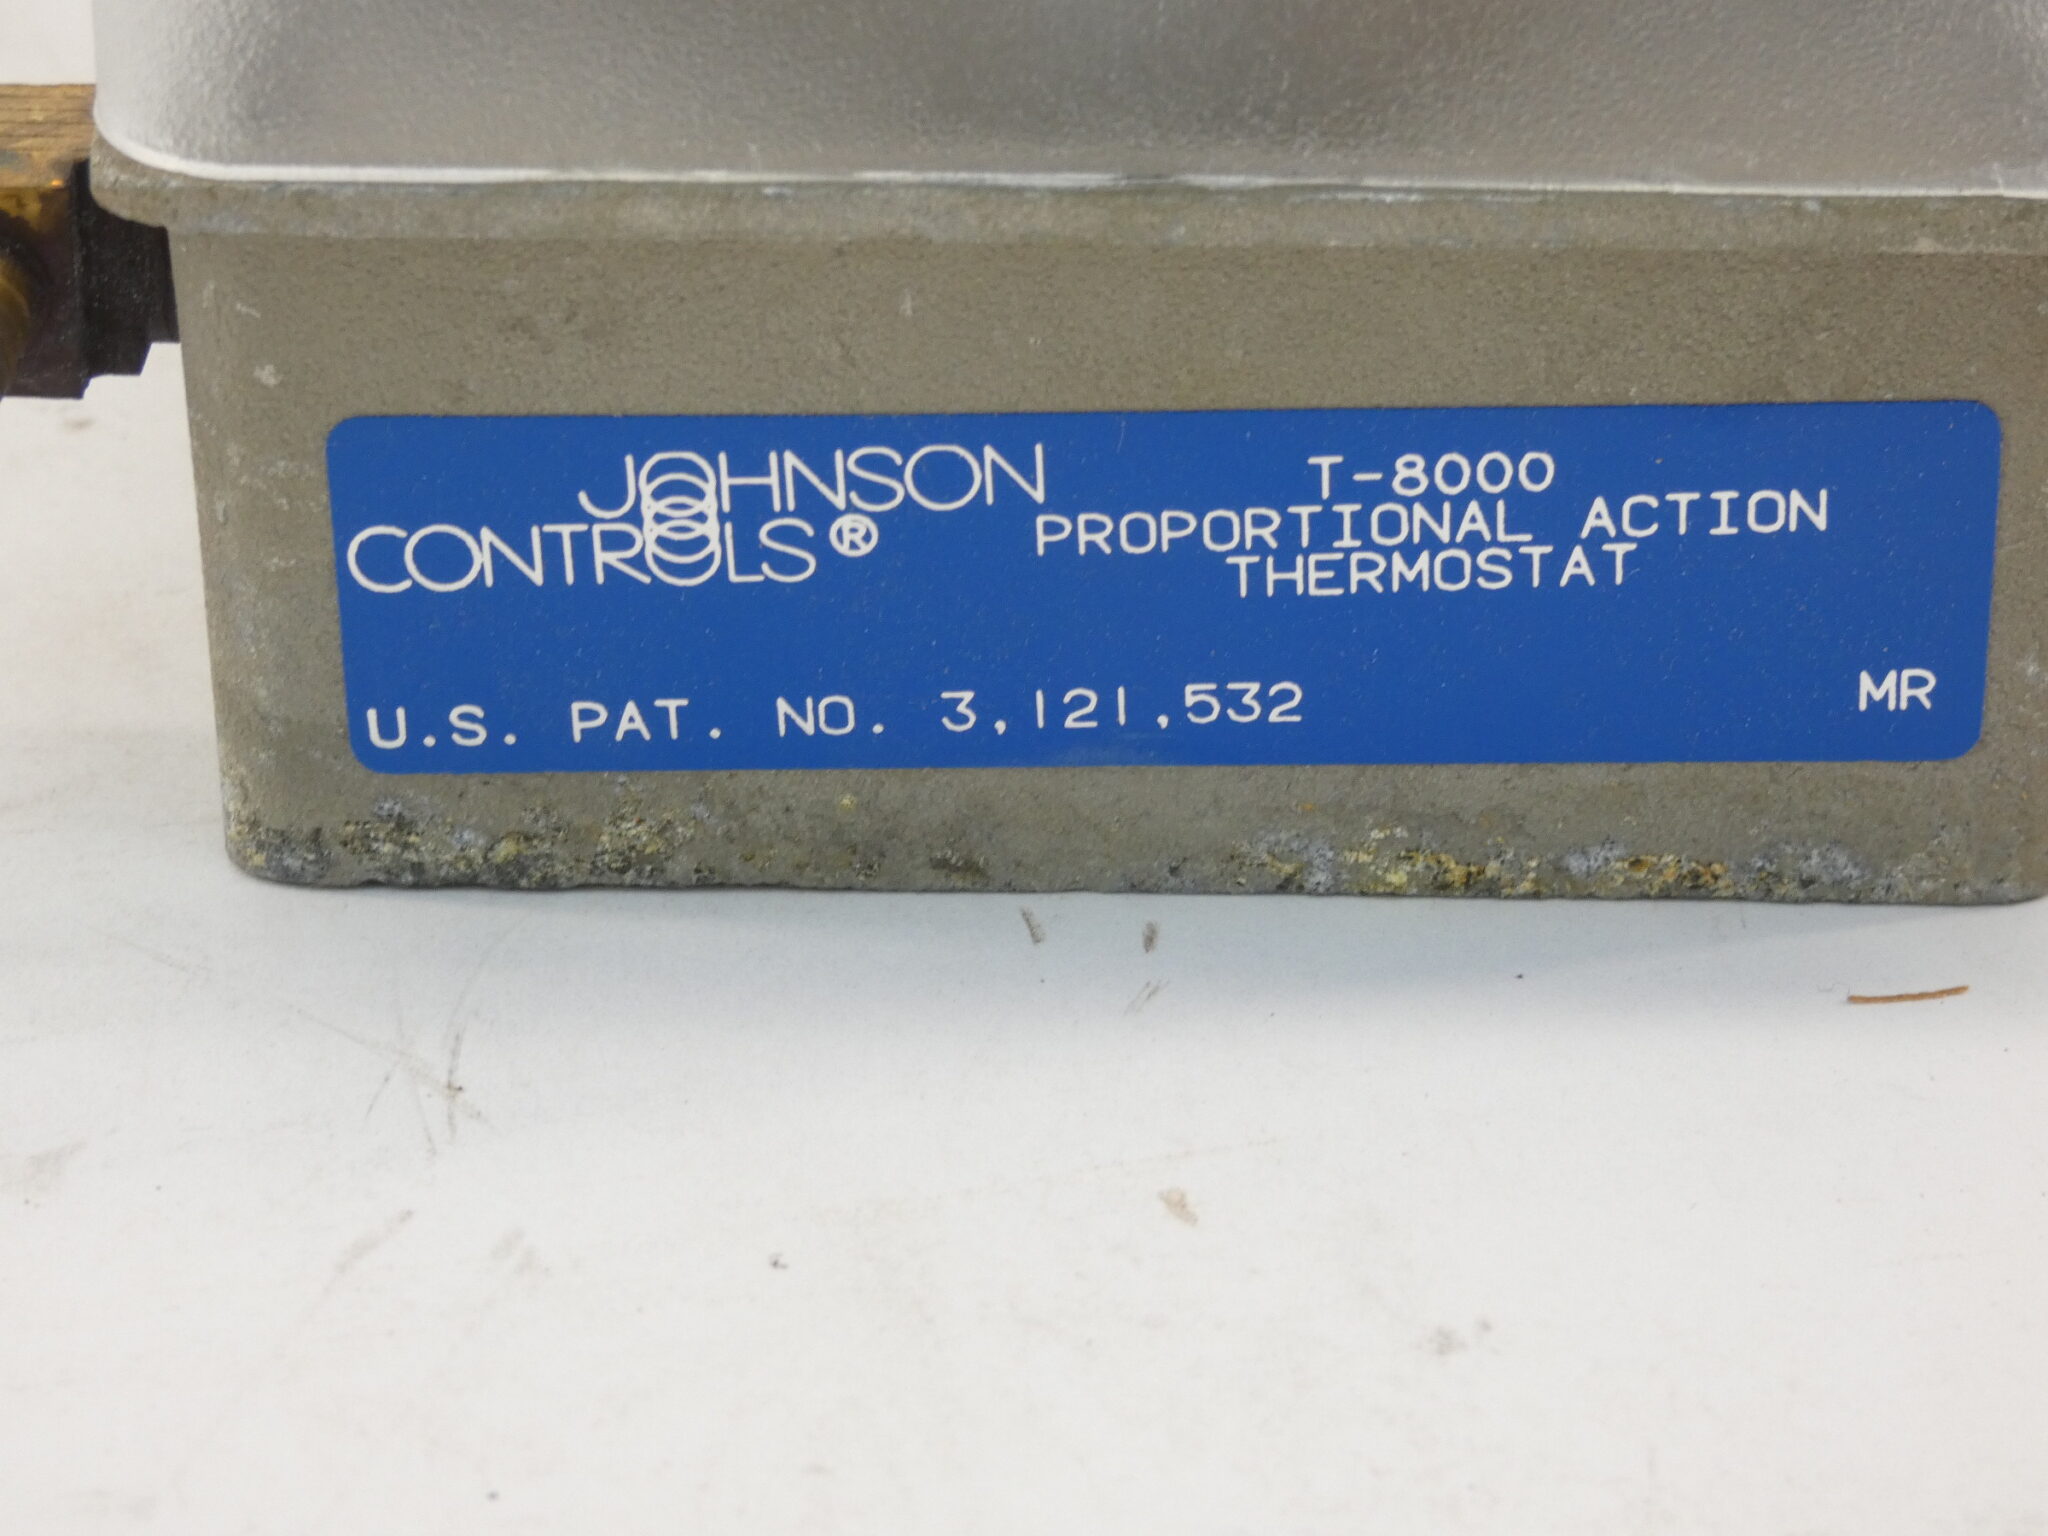 JOHNSON
CONTROLS®
T-8000
PROPORTIONAL ACTION
THERMOSTAT
U.S. PAT. NO. 3,121,532
MR